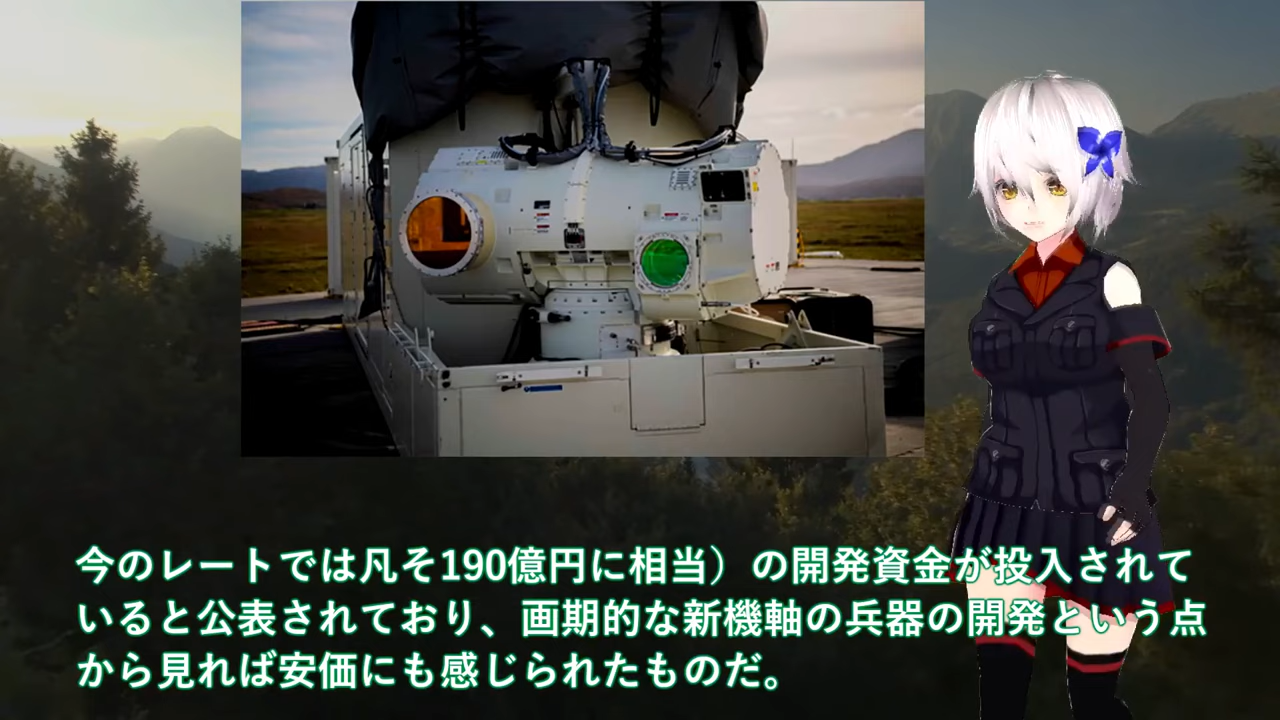 今のレートでは凡そ190億円に相当）の開発資金が投入されて
いると公表されており、画期的な新機軸の兵器の開発という点
から見れば安価にも感じられたものだ。